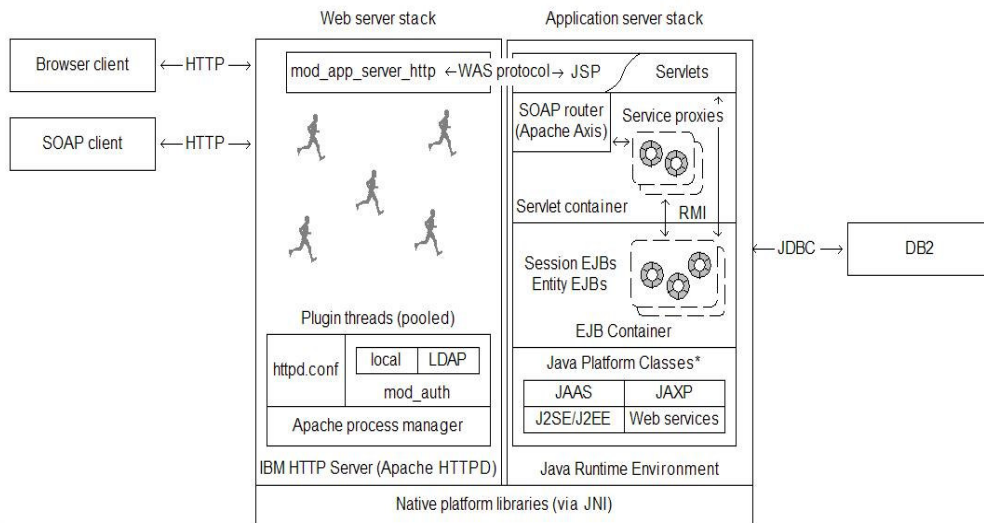 Web server stack
Application server stack
Browser client
HTTP
mod_app_server_http
WAS protocol
JSP
Servlets
SOAP client
HTTP
SOAP router
(Apache Axis)
Service proxies
Servlet container
RMI
Session EJBs
Entity EJBs
JDBC
DB2
EJB Container
Plugin threads (pooled)
httpd.conf
local
LDAP
mod_auth
Apache process manager
Java Platform Classes*
JAAS
JAXP
J2SE/J2EE
Web services
IBM HTTP Server (Apache HTTPD)
Java Runtime Environment
Native platform libraries (via JNI)